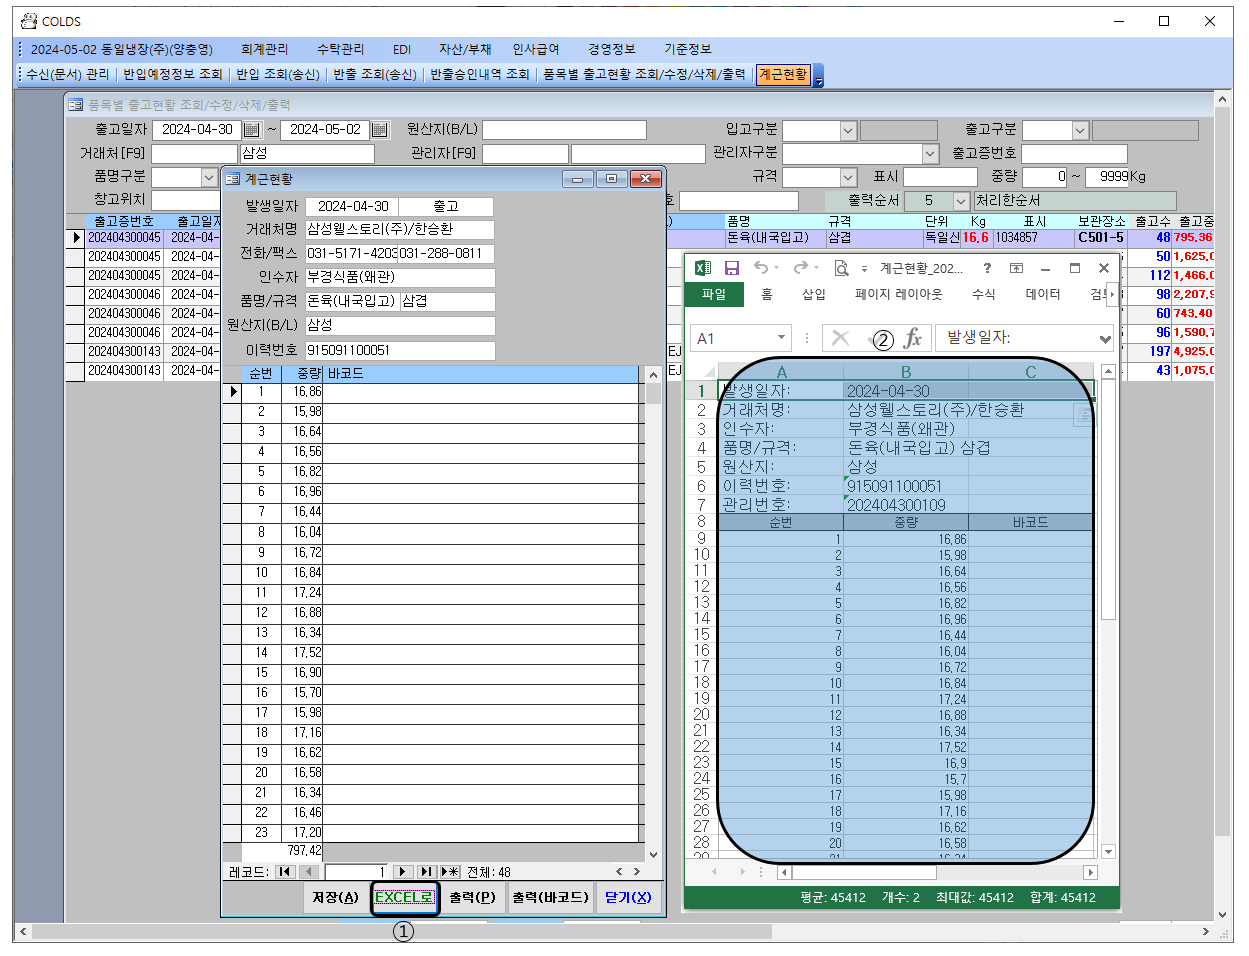 COLDS
2024-05-02 동일냉장(주)(양충영) 회계관리 수탁관리 EDI 자산/부채 인사급여 경영정보 기준정보
수신(문서) 관리 반입예정정보 조회 반입 조회(송신) 반출 조회(송신) 반출승인내역 조회 품목별 출고현황 조회/수정/삭제/출력 계근현황
품목별 출고현황 조회/수정/삭제/출력
출고일자 2024-04-30 ~ 2024-05-02 원산지(B/L) 입고구분 출고구분
거래처[F9] 삼성 관리자[F9] 관리자구분 출고증번호
품명구분 규격 표시 중량 0 ~ 9999 Kg
창고위치 출력순서 5 처리한순서
출고증번호 출고일자 품명 규격 단위 Kg 표시 보관장소 출고수 출고중
202404300045 2024-04- 돈육(내국입고) 삼겹 독일신 16.6 1034857 C501-5 48 795.36
202404300045 2024-04- 50 1,625.0
202404300045 2024-04- 112 1,466.0
202404300046 2024-04- 98 2,207.9
202404300046 2024-04- 60 743.40
202404300046 2024-04- 96 1,590.7
202404300143 2024-04- EJ 197 4,925.0
202404300143 2024-04- EJ 43 1,075.0
계근현황
발생일자 2024-04-30 출고
거래처명 삼성웰스토리(주)/한승환
전화/팩스 031-5171-4203 031-288-0811
인수자 부경식품(왜관)
품명/규격 돈육(내국입고) 삼겹
원산지(B/L) 삼성
이력번호 915091100051
순번 중량 바코드
1 16.86
2 15.98
3 16.64
4 16.56
5 16.82
6 16.96
7 16.44
8 16.04
9 16.72
10 16.84
11 17.24
12 16.88
13 16.34
14 17.52
15 16.90
16 15.70
17 15.98
18 17.16
19 16.62
20 16.58
21 16.34
22 16.46
23 17.20
797.42
레코드: 1 전체: 48
저장(A) EXCEL로 출력(P) 출력(바코드) 닫기(X)
①
계근현황_202... ?
파일 홈 삽입 페이지 레이아웃 수식 데이터 검토
A1 ② fx 발생일자:
A B C
1 발생일자: 2024-04-30
2 거래처명: 삼성웰스토리(주)/한승환
3 인수자: 부경식품(왜관)
4 품명/규격: 돈육(내국입고) 삼겹
5 원산지: 삼성
6 이력번호: 915091100051
7 관리번호: 202404300109
8 순번 중량 바코드
9 1 16.86
10 2 15.98
11 3 16.64
12 4 16.56
13 5 16.82
14 6 16.96
15 7 16.44
16 8 16.04
17 9 16.72
18 10 16.84
19 11 17.24
20 12 16.88
21 13 16.34
22 14 17.52
23 15 16.9
24 16 15.7
25 17 15.98
26 18 17.16
27 19 16.62
28 20 16.58
29 21 16.34
평균: 45412 개수: 2 최대값: 45412 합계: 45412